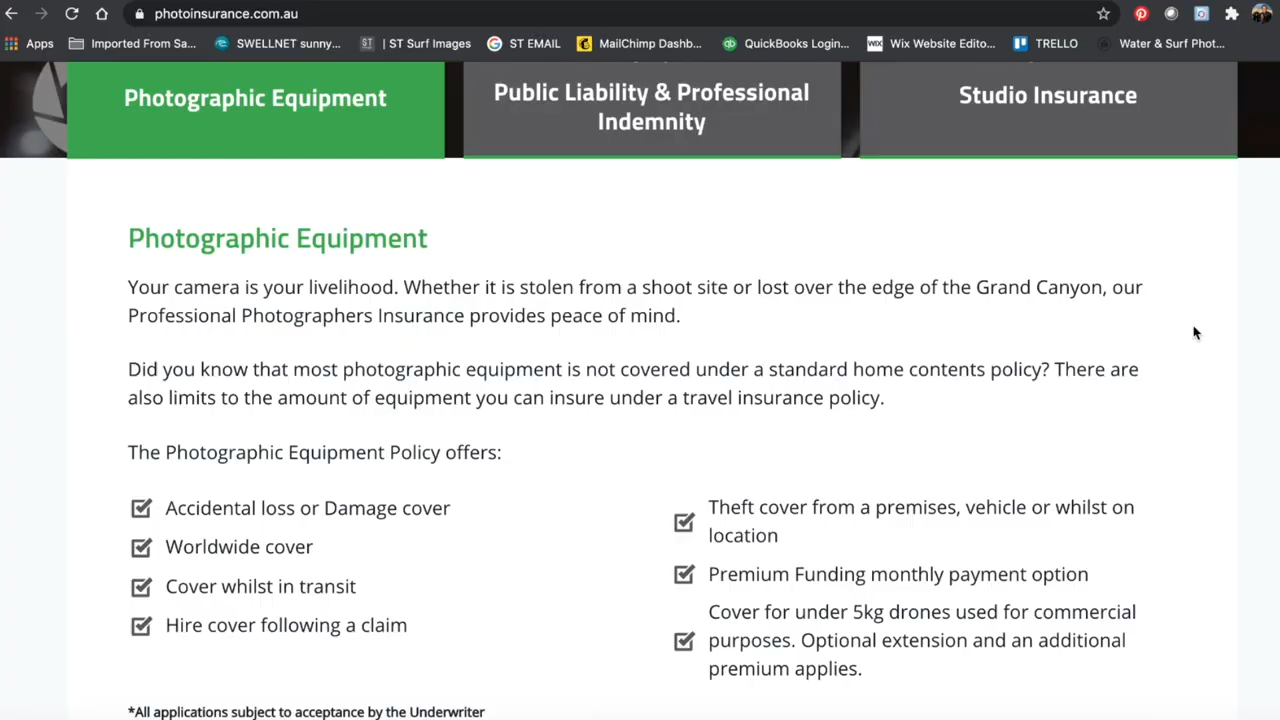 photoinsurance.com.au
Apps
Imported From Sa...
SWELLNET sunny...
ST | ST Surf Images
ST EMAIL
MailChimp Dashb...
qb QuickBooks Login...
WIX Wix Website Edito...
TRELLO
Water & Surf Phot...
Photographic Equipment
Public Liability & Professional
Indemnity
Studio Insurance
Photographic Equipment
Your camera is your livelihood. Whether it is stolen from a shoot site or lost over the edge of the Grand Canyon, our
Professional Photographers Insurance provides peace of mind.
Did you know that most photographic equipment is not covered under a standard home contents policy? There are
also limits to the amount of equipment you can insure under a travel insurance policy.
The Photographic Equipment Policy offers:
Accidental loss or Damage cover
Worldwide cover
Cover whilst in transit
Hire cover following a claim
Theft cover from a premises, vehicle or whilst on
location
Premium Funding monthly payment option
Cover for under 5kg drones used for commercial
purposes. Optional extension and an additional
premium applies.
*All applications subject to acceptance by the Underwriter